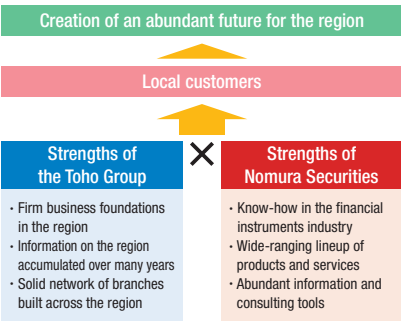 Creation of an abundant future for the region
Local customers
Strengths of
the Toho Group
×
Strengths of
Nomura Securities
・Firm business foundations
in the region
・Information on the region
accumulated over many years
・Solid network of branches
built across the region
・Know-how in the financial
instruments industry
・Wide-ranging lineup of
products and services
・Abundant information and
consulting tools